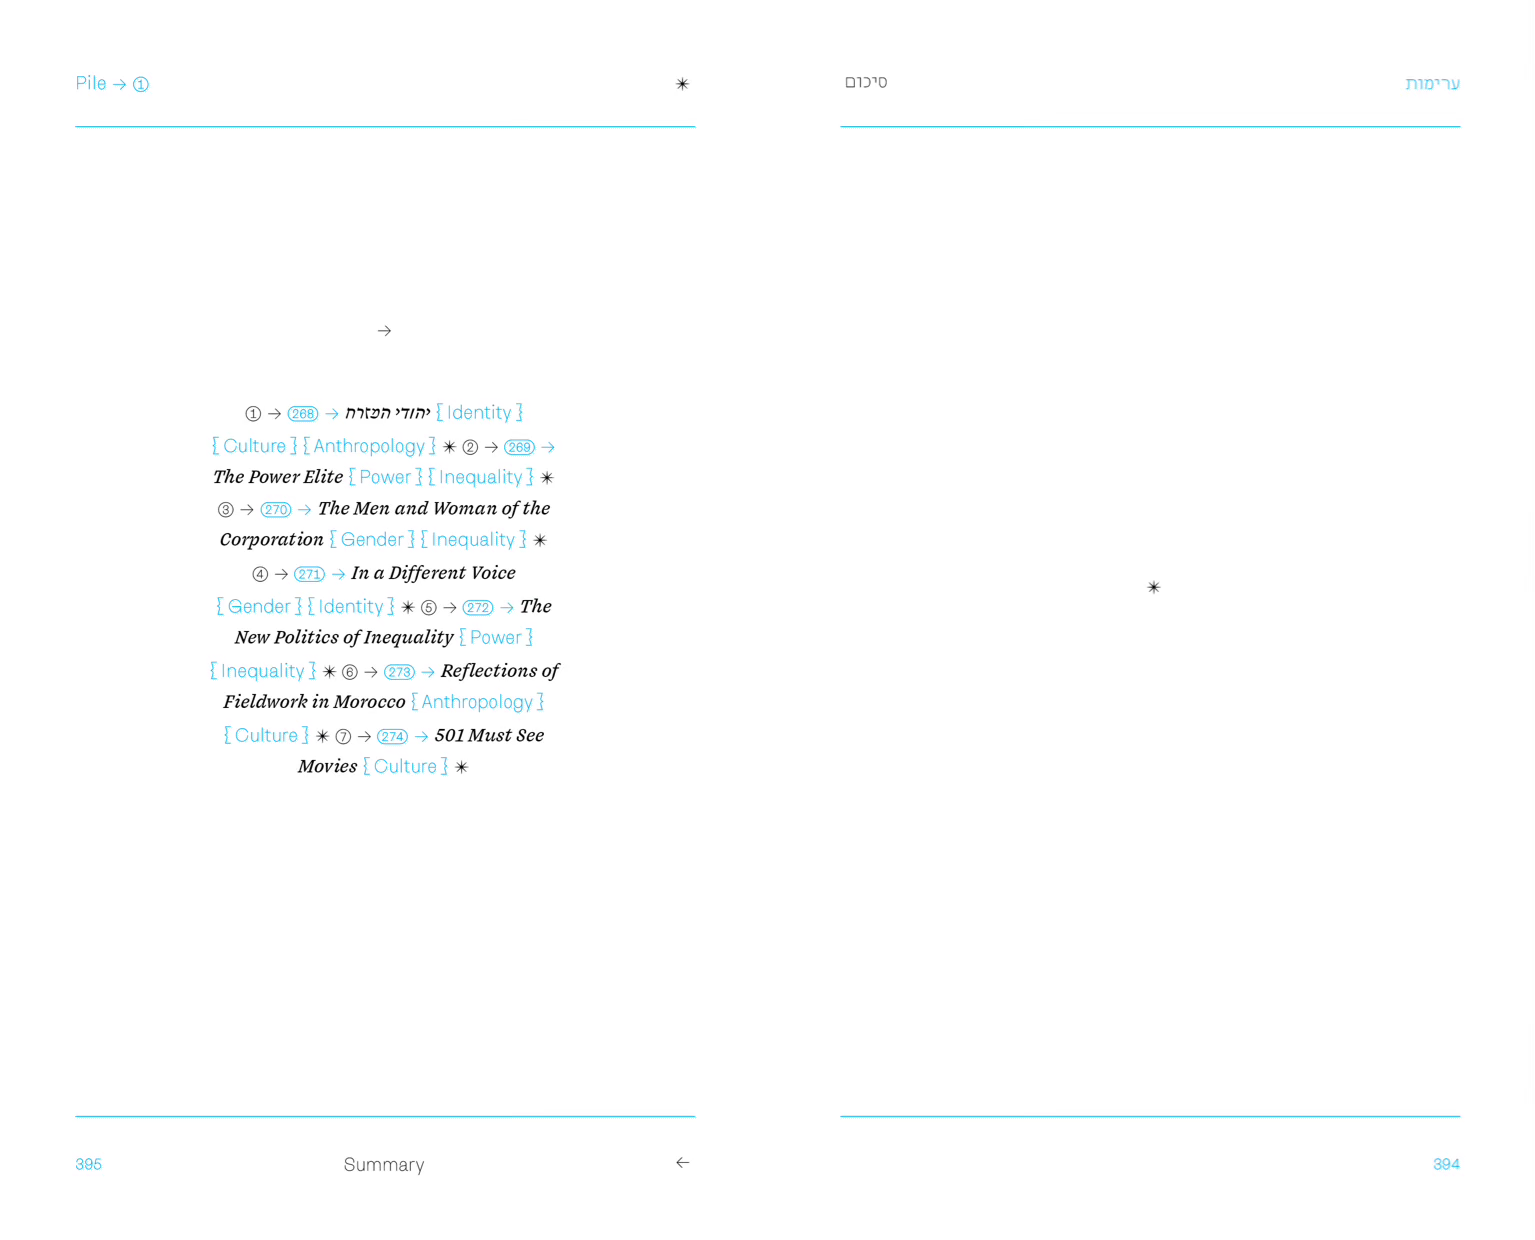 Pile → ① ✴
→
① → 268 → יהודי המזרח { Identity }
{ Culture } { Anthropology } ✴ ② → 269 →
The Power Elite { Power } { Inequality } ✴
③ → 270 → The Men and Woman of the
Corporation { Gender } { Inequality } ✴
④ → 271 → In a Different Voice
{ Gender } { Identity } ✴ ⑤ → 272 → The
New Politics of Inequality { Power }
{ Inequality } ✴ ⑥ → 273 → Reflections of
Fieldwork in Morocco { Anthropology }
{ Culture } ✴ ⑦ → 274 → 501 Must See
Movies { Culture } ✴
395 Summary ←
ערימות סיכום
✴
394